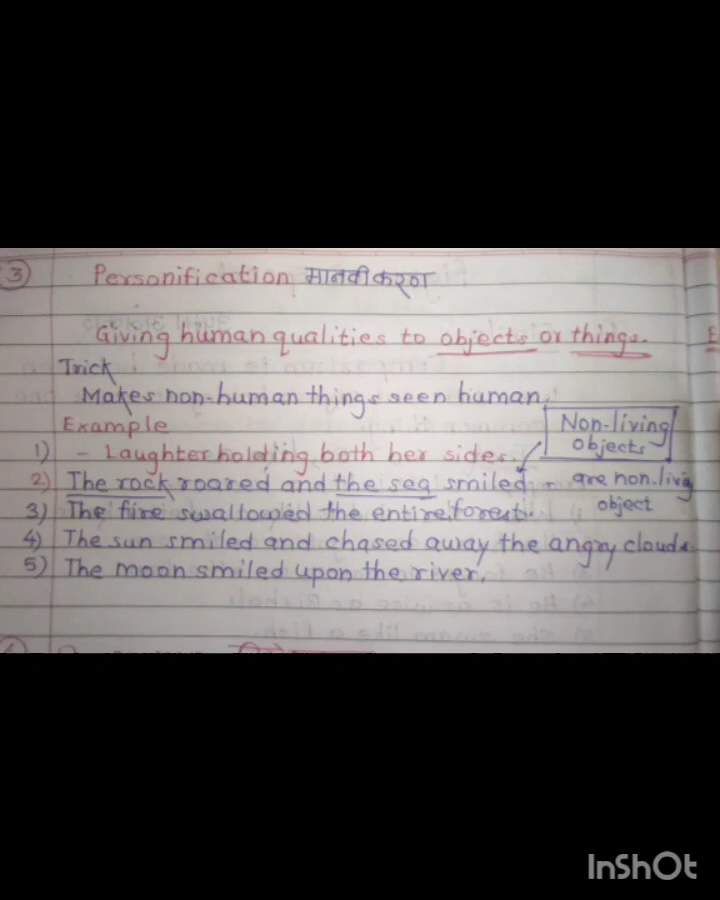 3 Personification मानवीकरण
Giving human qualities to objects or things.
Trick
Makes non-human things seen human.
Example
Non-living objects
1) - Laughter holding both her sides.
2) The rock roared and the sea smiled - are non-living object
3) The fire swallowed the entire forest.
4) The sun smiled and chased away the angry clouds.
5) The moon smiled upon the river.
InShOt